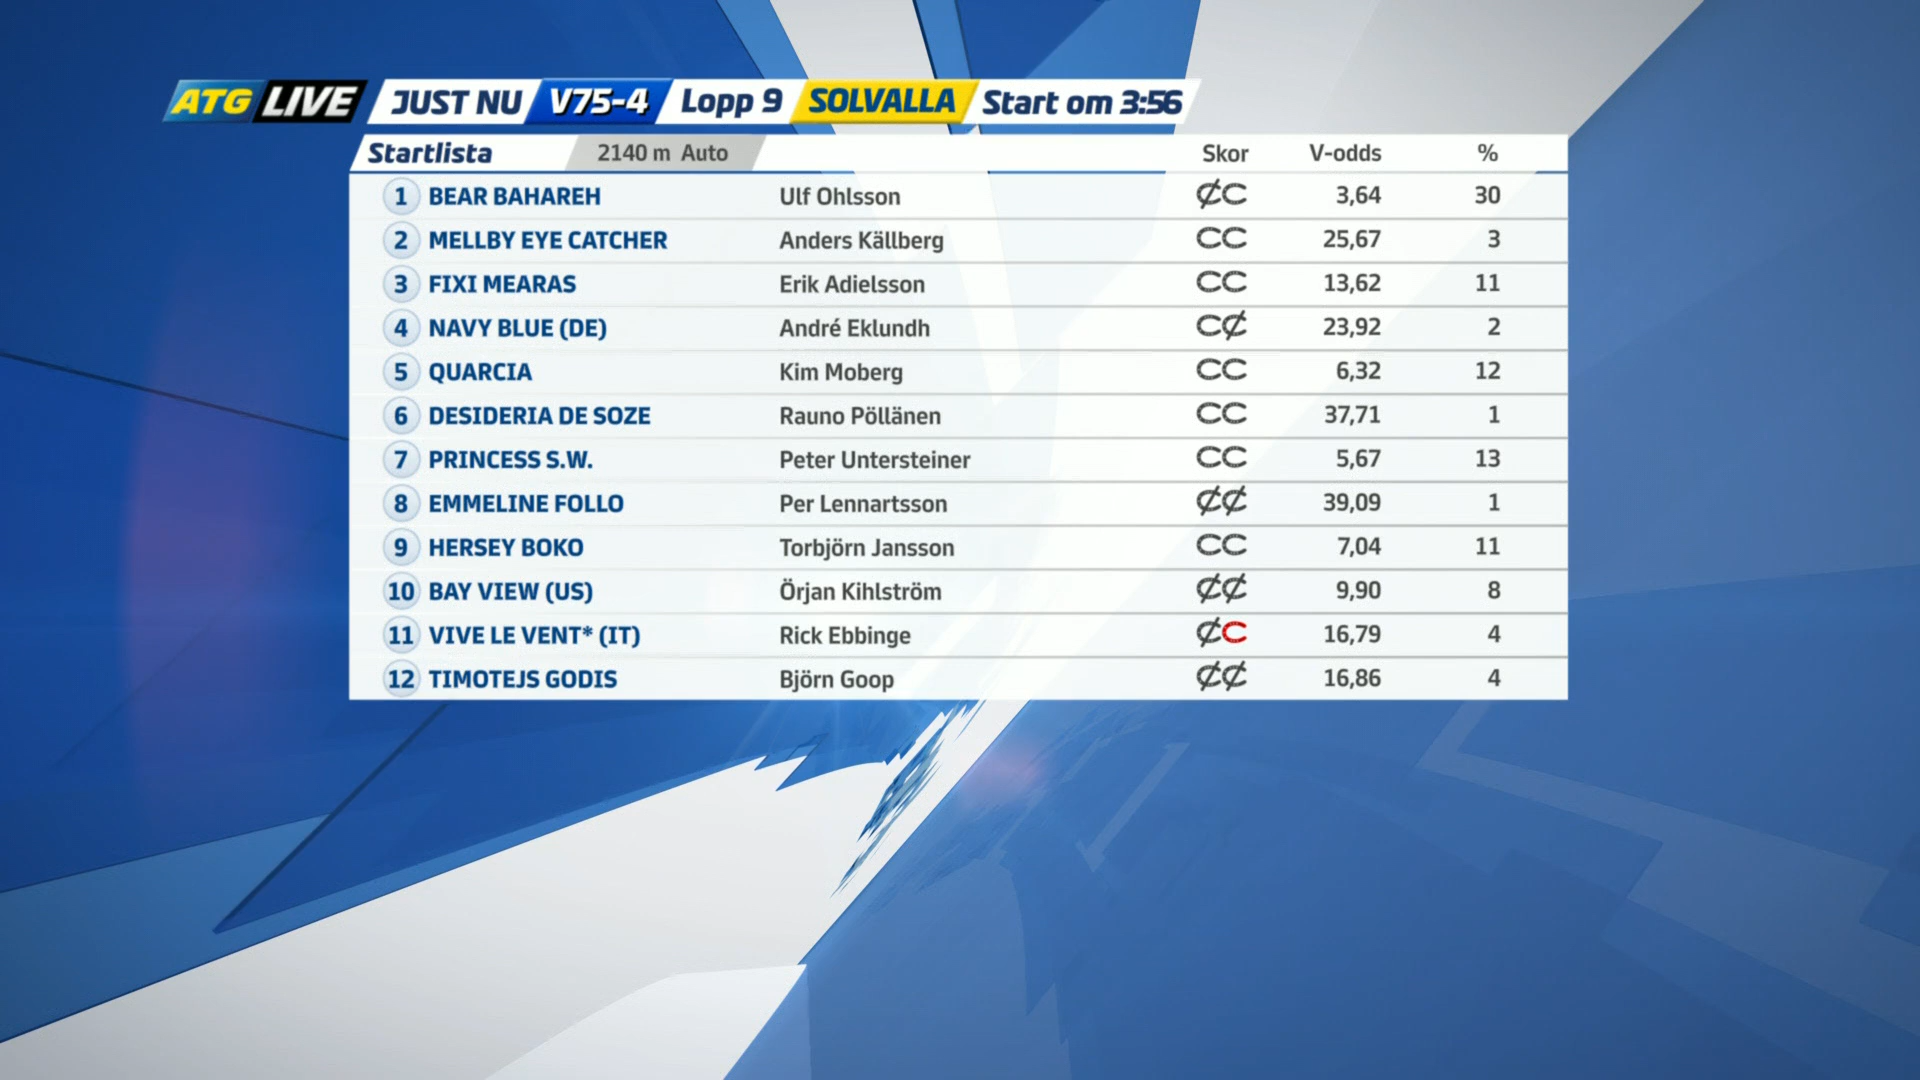 ATG LIVE JUST NU V75-4 Lopp 9 SOLVALLA Start om 3:56
Startlista 2140 m Auto Skor V-odds %
1 BEAR BAHAREH Ulf Ohlsson ₵C 3,64 30
2 MELLBY EYE CATCHER Anders Källberg CC 25,67 3
3 FIXI MEARAS Erik Adielsson CC 13,62 11
4 NAVY BLUE (DE) André Eklundh C₵ 23,92 2
5 QUARCIA Kim Moberg CC 6,32 12
6 DESIDERIA DE SOZE Rauno Pöllänen CC 37,71 1
7 PRINCESS S.W. Peter Untersteiner CC 5,67 13
8 EMMELINE FOLLO Per Lennartsson ₵₵ 39,09 1
9 HERSEY BOKO Torbjörn Jansson CC 7,04 11
10 BAY VIEW (US) Örjan Kihlström ₵₵ 9,90 8
11 VIVE LE VENT* (IT) Rick Ebbinge ₵C 16,79 4
12 TIMOTEJS GODIS Björn Goop ₵₵ 16,86 4